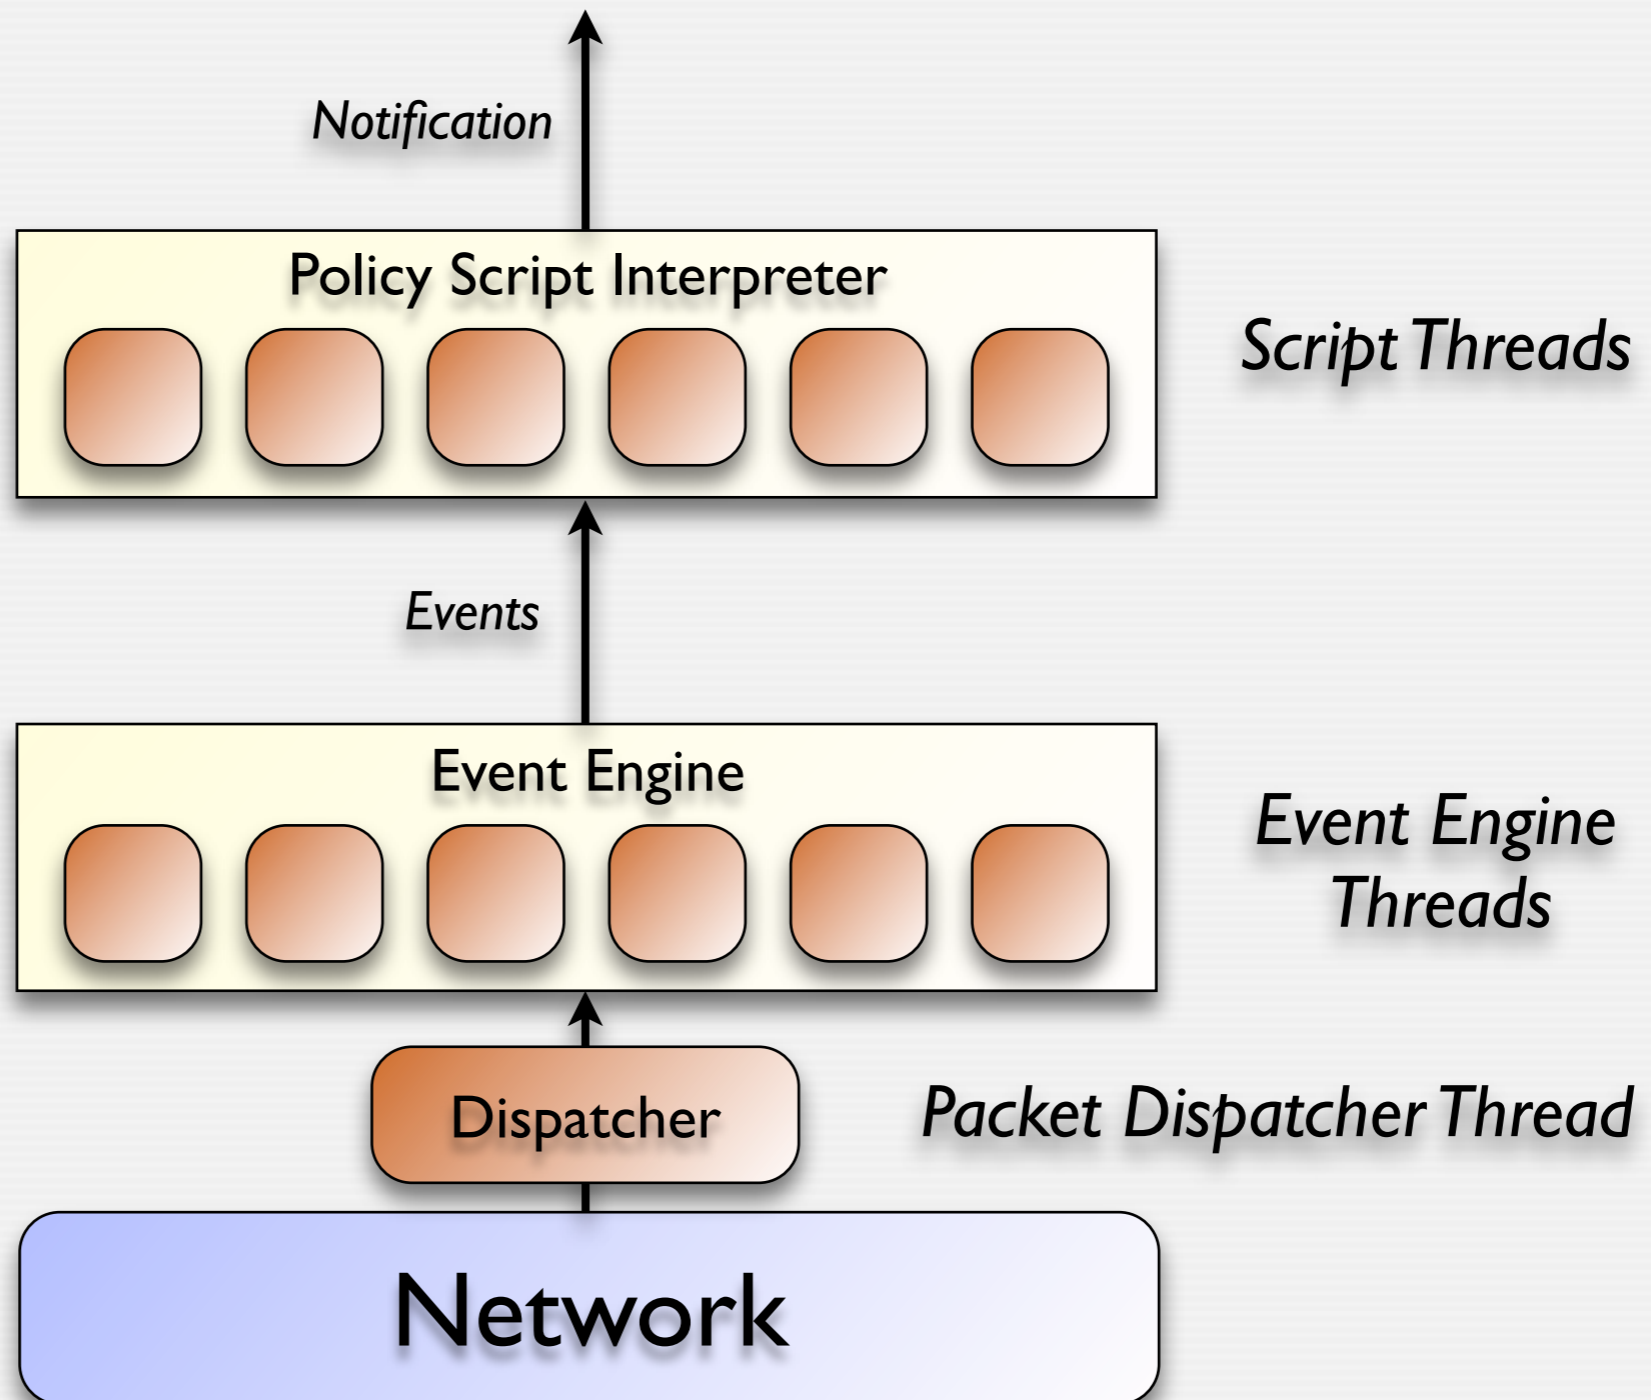 Notification
Policy Script Interpreter
Script Threads
Events
Event Engine
Event Engine
Threads
Dispatcher
Packet Dispatcher Thread
Network